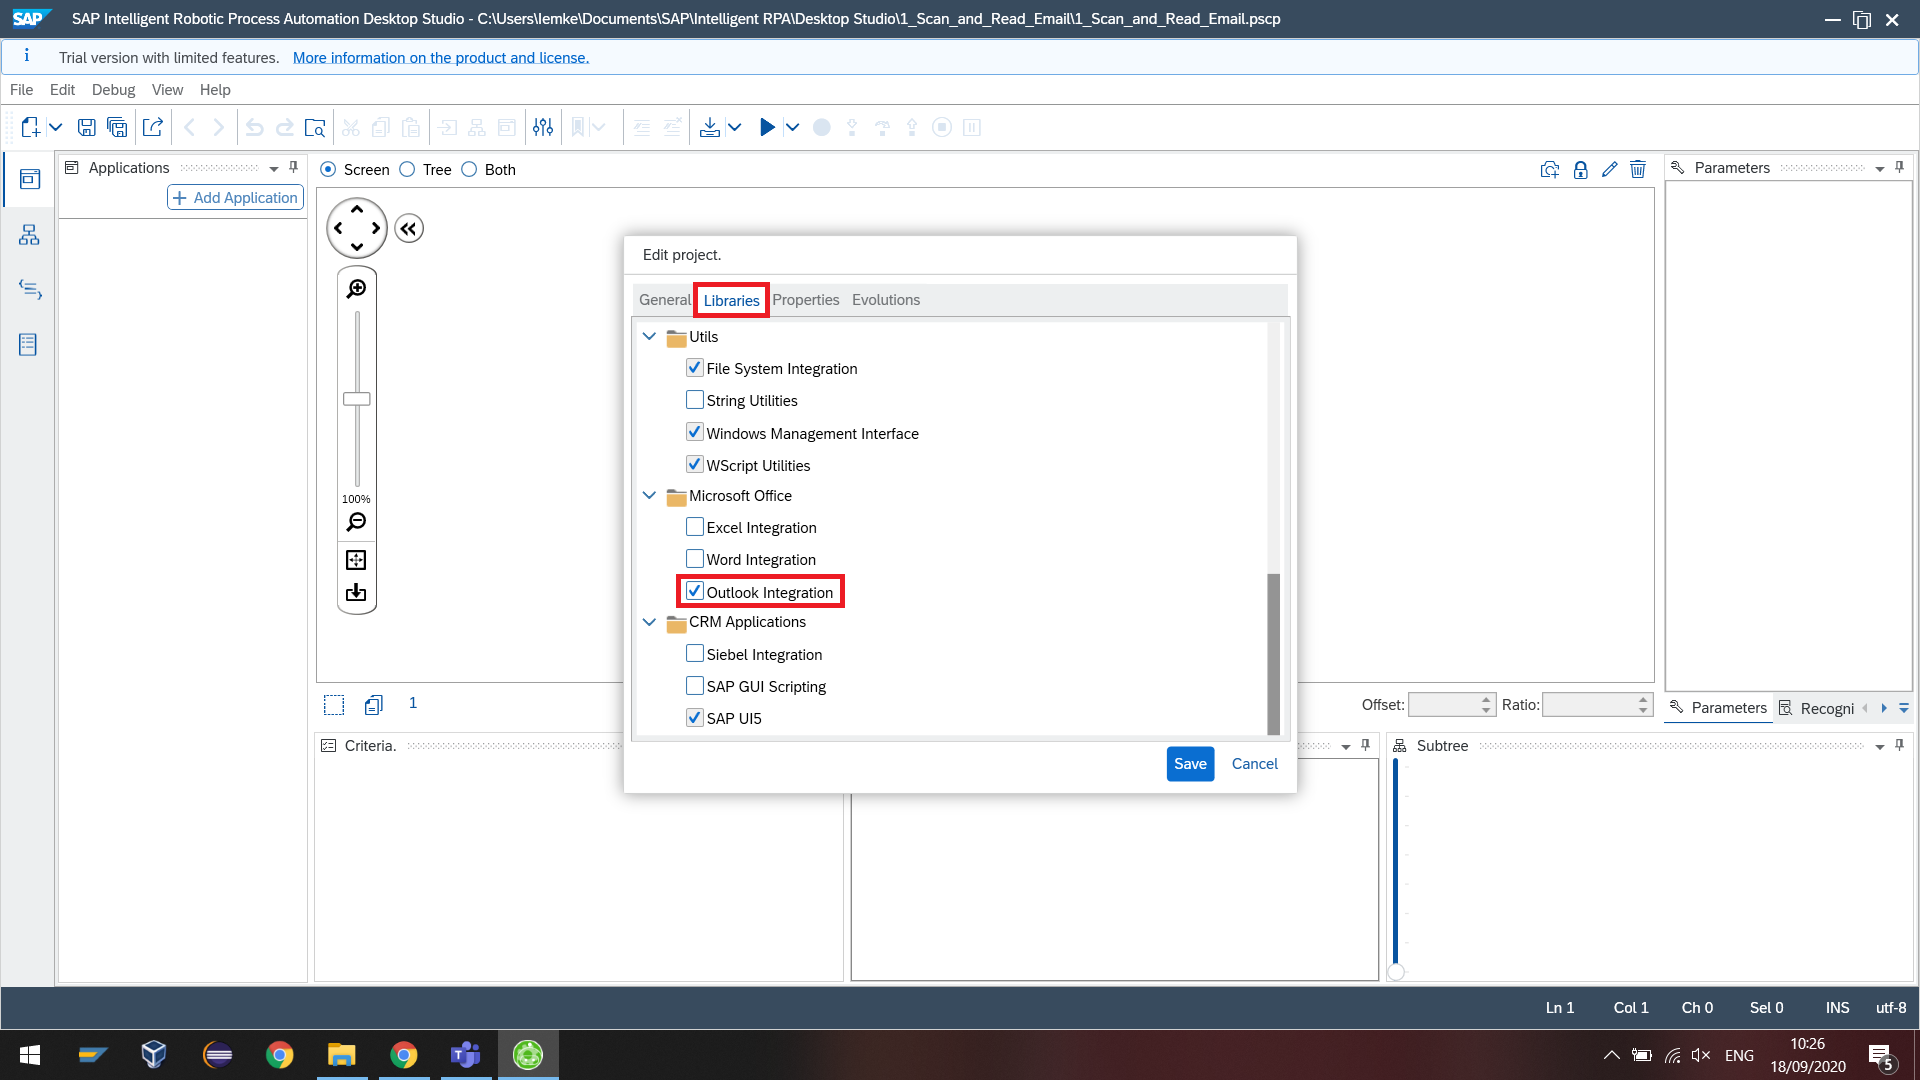 SAP SAP Intelligent Robotic Process Automation Desktop Studio - C:\Users\Iemke\Documents\SAP\Intelligent RPA\Desktop Studio\1_Scan_and_Read_Email\1_Scan_and_Read_Email.pscp
i Trial version with limited features. More information on the product and license.
File Edit Debug View Help
Applications
Screen Tree Both
Parameters
+ Add Application
Edit project.
General Libraries Properties Evolutions
Utils
File System Integration
String Utilities
Windows Management Interface
WScript Utilities
Microsoft Office
Excel Integration
Word Integration
Outlook Integration
CRM Applications
Siebel Integration
SAP GUI Scripting
SAP UI5
Save Cancel
100%
1
Offset: Ratio:
Parameters Recogni
Criteria.
Subtree
Ln 1 Col 1 Ch 0 Sel 0 INS utf-8
ENG
10:26
18/09/2020
5